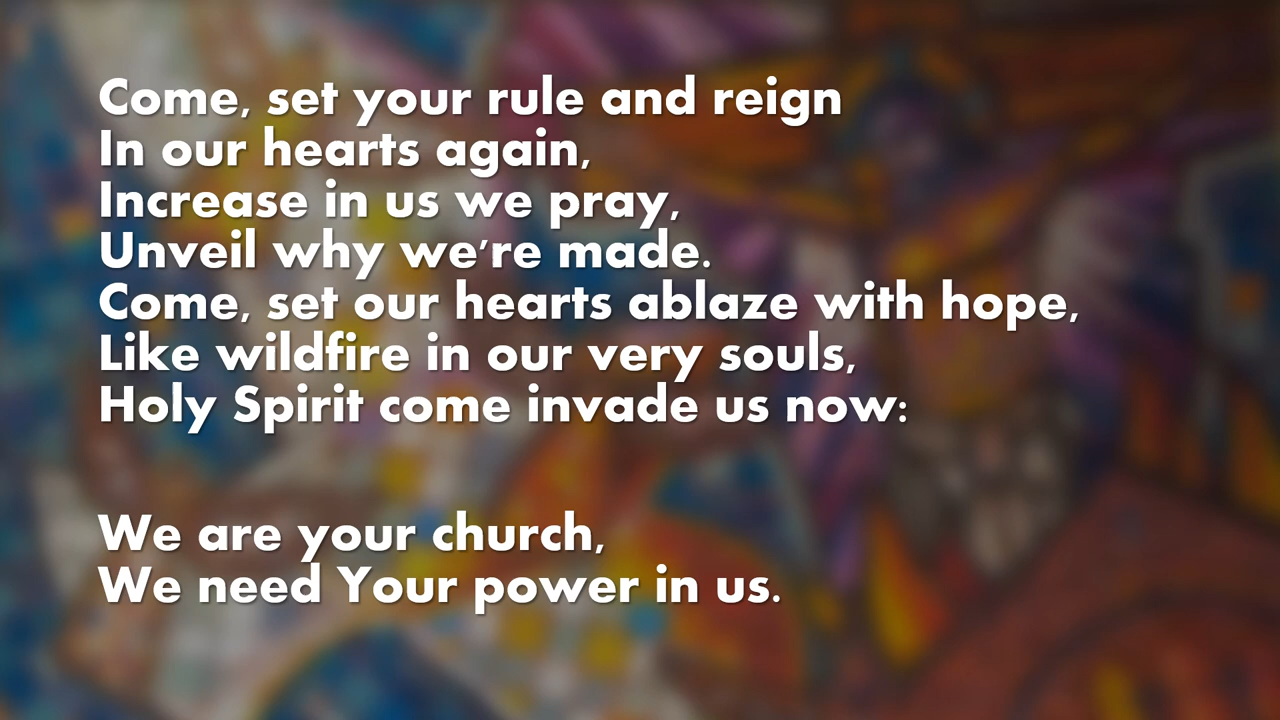 Come, set your rule and reign
In our hearts again,
Increase in us we pray,
Unveil why we’re made.
Come, set our hearts ablaze with hope,
Like wildfire in our very souls,
Holy Spirit come invade us now:
We are your church,
We need Your power in us.